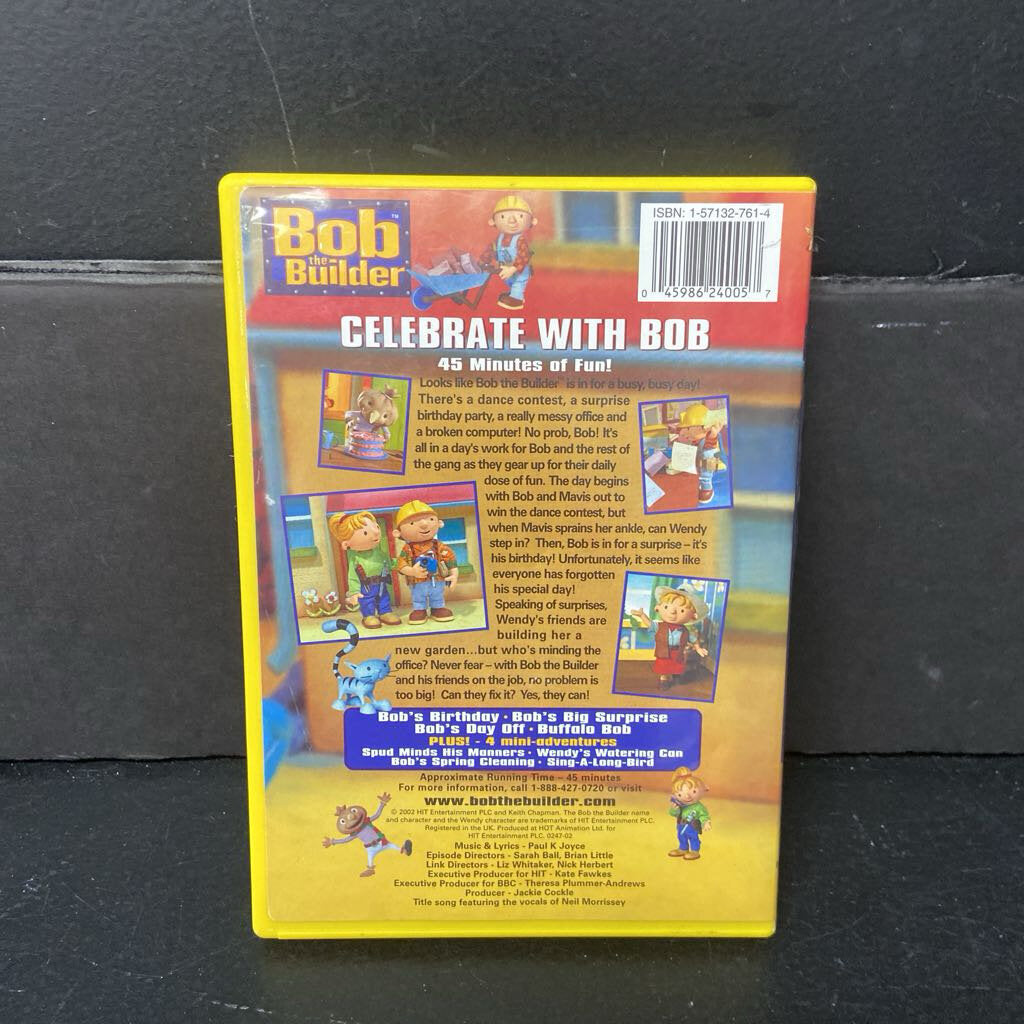 Bob
the
Builder
™
ISBN: 1-57132-761-4
0 45986 24005 7
CELEBRATE WITH BOB
45 Minutes of Fun!
Looks like Bob the Builder™ is in for a busy, busy day!
There's a dance contest, a surprise
birthday party, a really messy office and
a broken computer! No prob, Bob! It's
all in a day's work for Bob and the rest of
the gang as they gear up for their daily
dose of fun. The day begins
with Bob and Mavis out to
win the dance contest, but
when Mavis sprains her ankle, can Wendy
step in? Then, Bob is in for a surprise – it's
his birthday! Unfortunately, it seems like
everyone has forgotten
his special day!
Speaking of surprises,
Wendy's friends are
building her a
new garden...but who's minding the
office? Never fear – with Bob the Builder
and his friends on the job, no problem is
too big! Can they fix it? Yes, they can!
Bob's Birthday • Bob's Big Surprise
Bob's Day Off • Buffalo Bob
PLUS! - 4 mini-adventures
Spud Minds His Manners • Wendy's Watering Can
Bob's Spring Cleaning • Sing-A-Long-Bird
Approximate Running Time – 45 minutes
For more information, call 1-888-427-0720 or visit
www.bobthebuilder.com
© 2002 HIT Entertainment PLC and Keith Chapman. The Bob the Builder name
and character and the Wendy character are trademarks of HIT Entertainment PLC.
Registered in the UK. Produced at HOT Animation Ltd. for
HIT Entertainment PLC. 0247-02
Music & Lyrics - Paul K Joyce
Episode Directors - Sarah Ball, Brian Little
Link Directors - Liz Whitaker, Nick Herbert
Executive Producer for HIT - Kate Fawkes
Executive Producer for BBC - Theresa Plummer-Andrews
Producer - Jackie Cockle
Title song featuring the vocals of Neil Morrissey